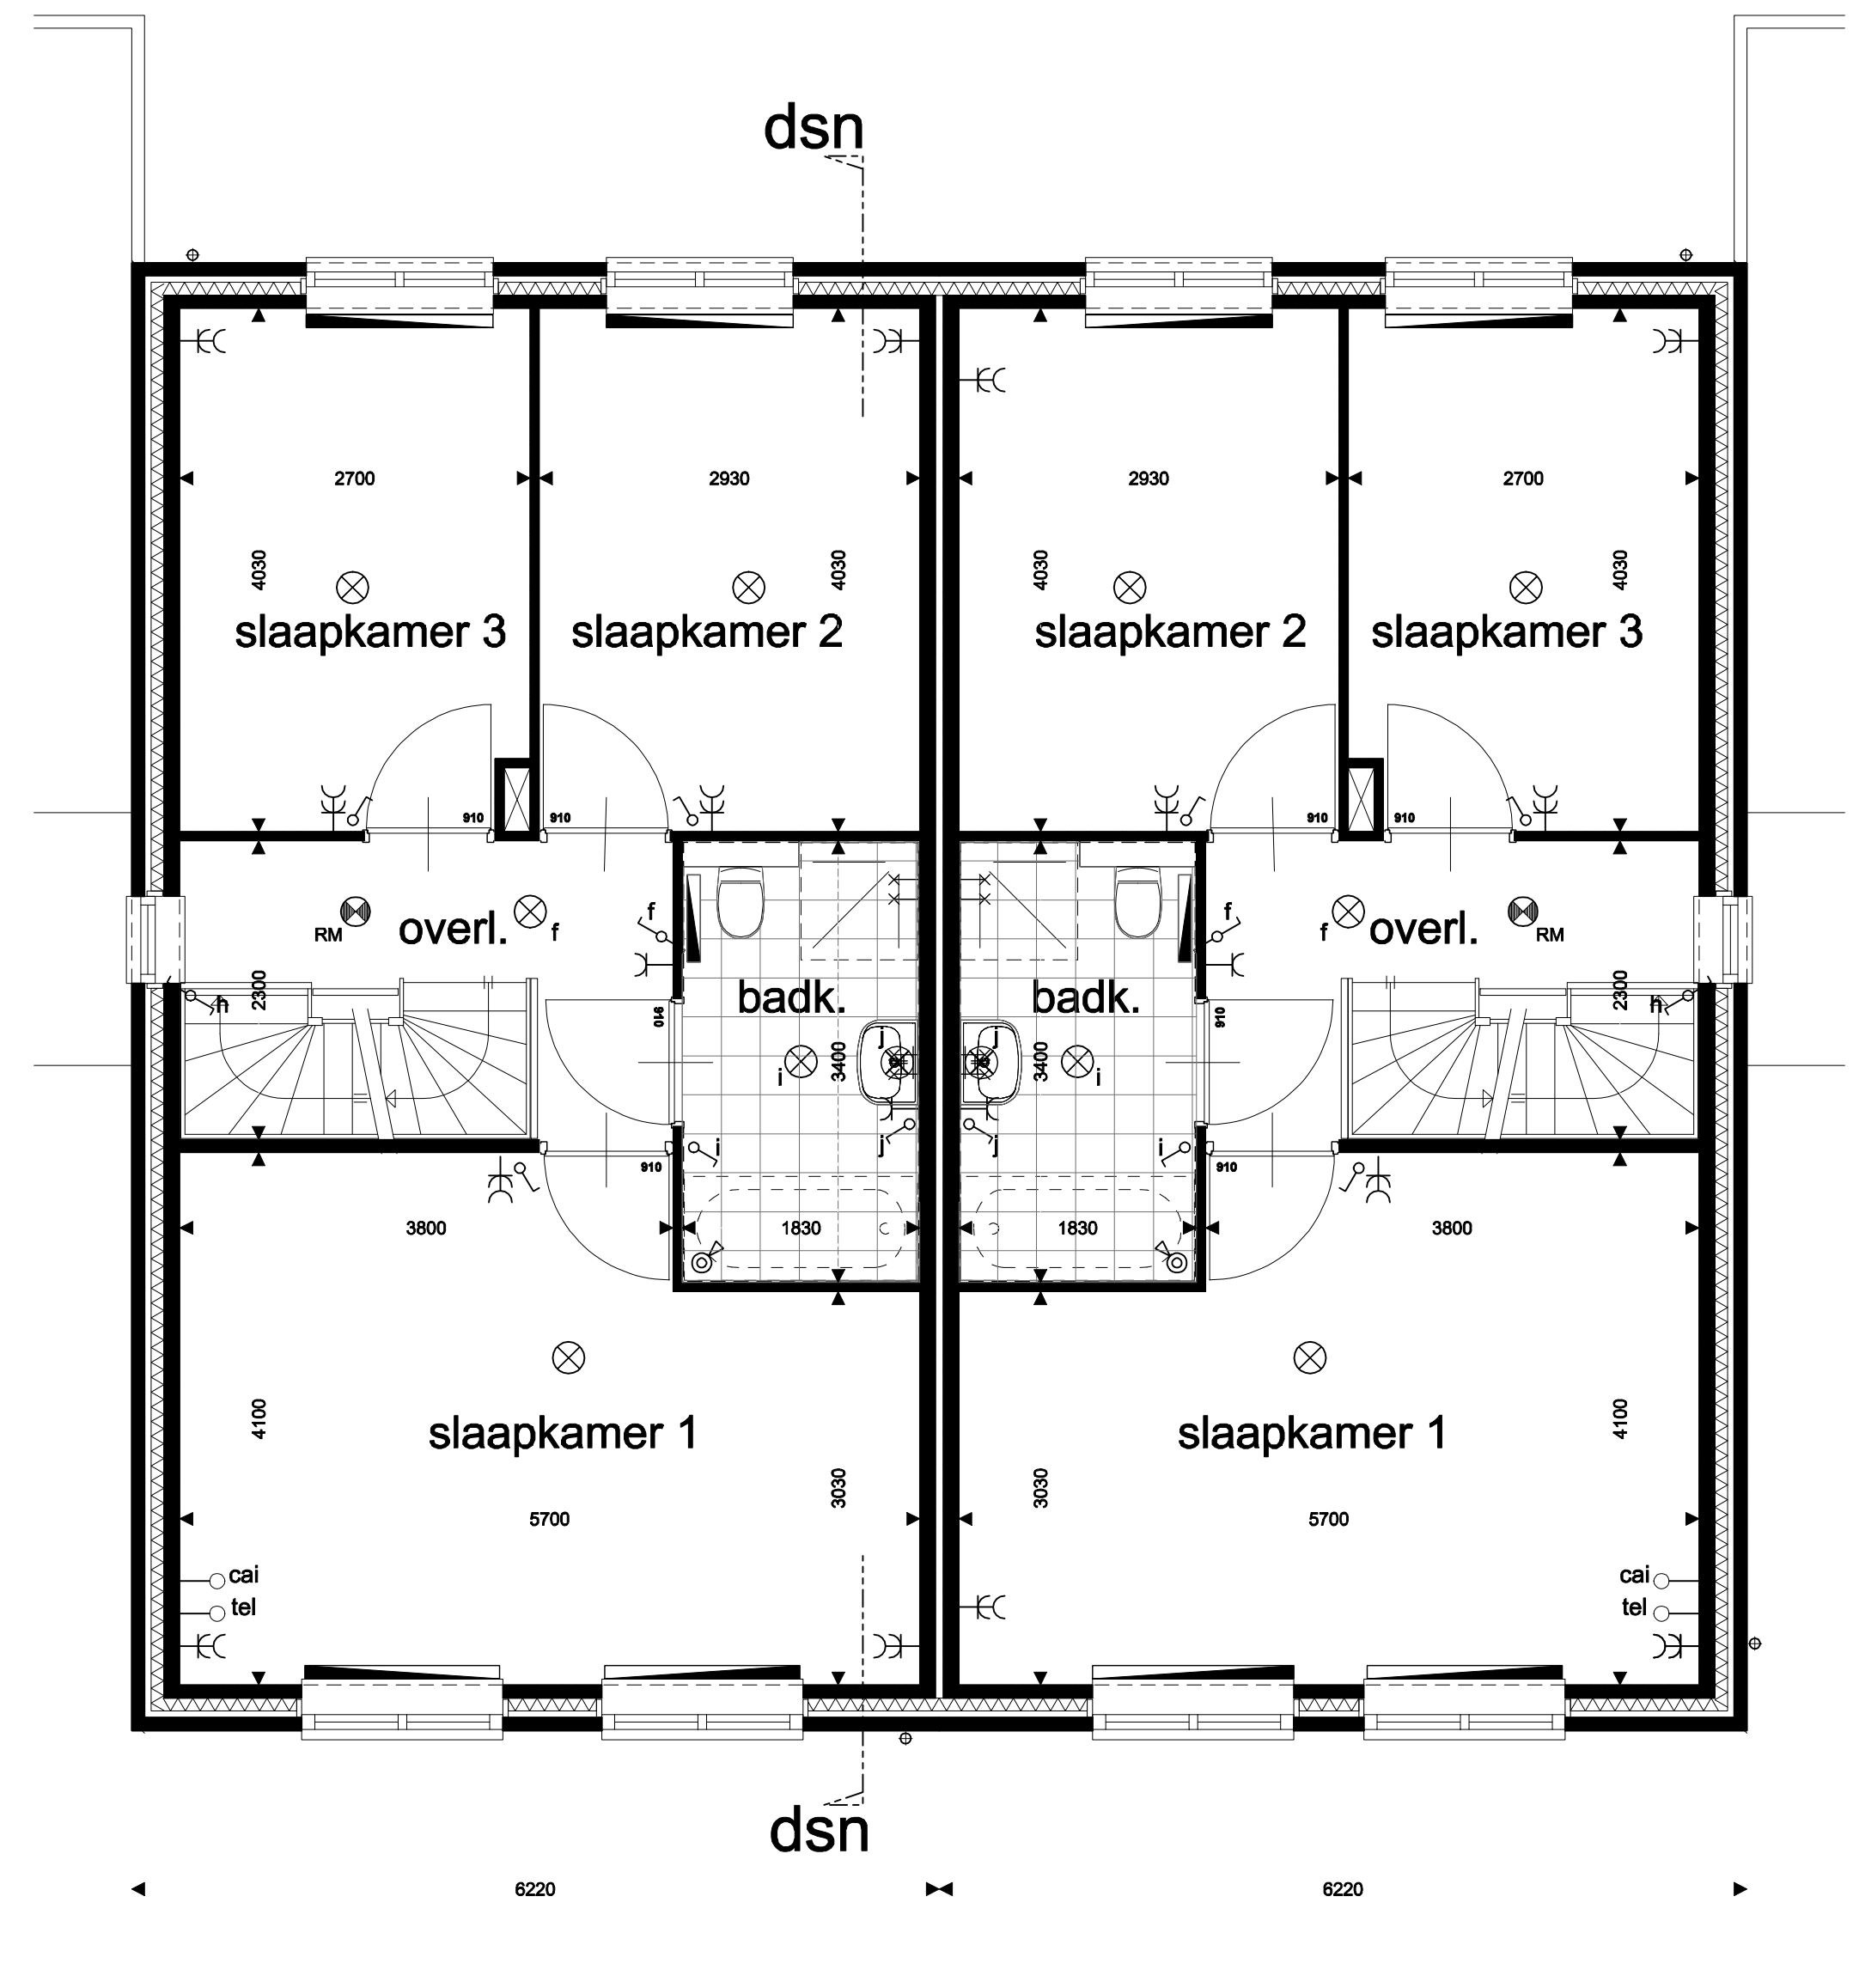 dsn
2700
2930
2930
2700
4030
4030
4030
4030
slaapkamer 3
slaapkamer 2
slaapkamer 2
slaapkamer 3
910
910
910
910
RM
overl.
f
f
f
f
overl.
RM
h
2300
badk.
badk.
2300
h
910
910
j
j
i
3400
3400
i
j
j
i
i
910
910
3800
1830
1830
3800
4100
slaapkamer 1
slaapkamer 1
4100
3030
3030
5700
5700
cai
cai
tel
tel
dsn
6220
6220